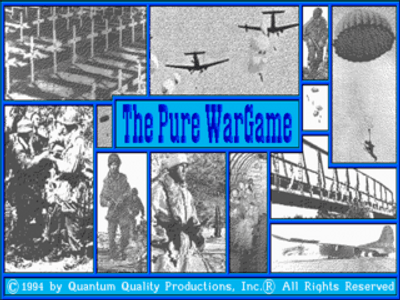 The Pure WarGame
©1994 by Quantum Quality Productions, Inc.® All Rights Reserved